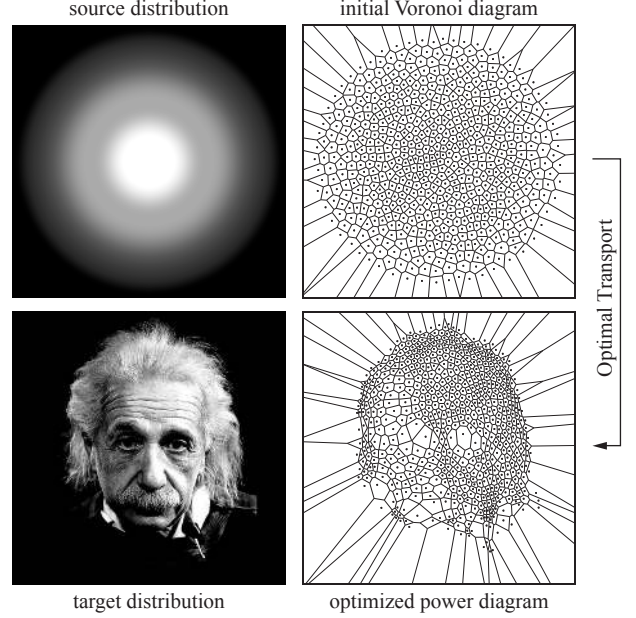 source distribution
initial Voronoi diagram
Optimal Transport
target distribution
optimized power diagram